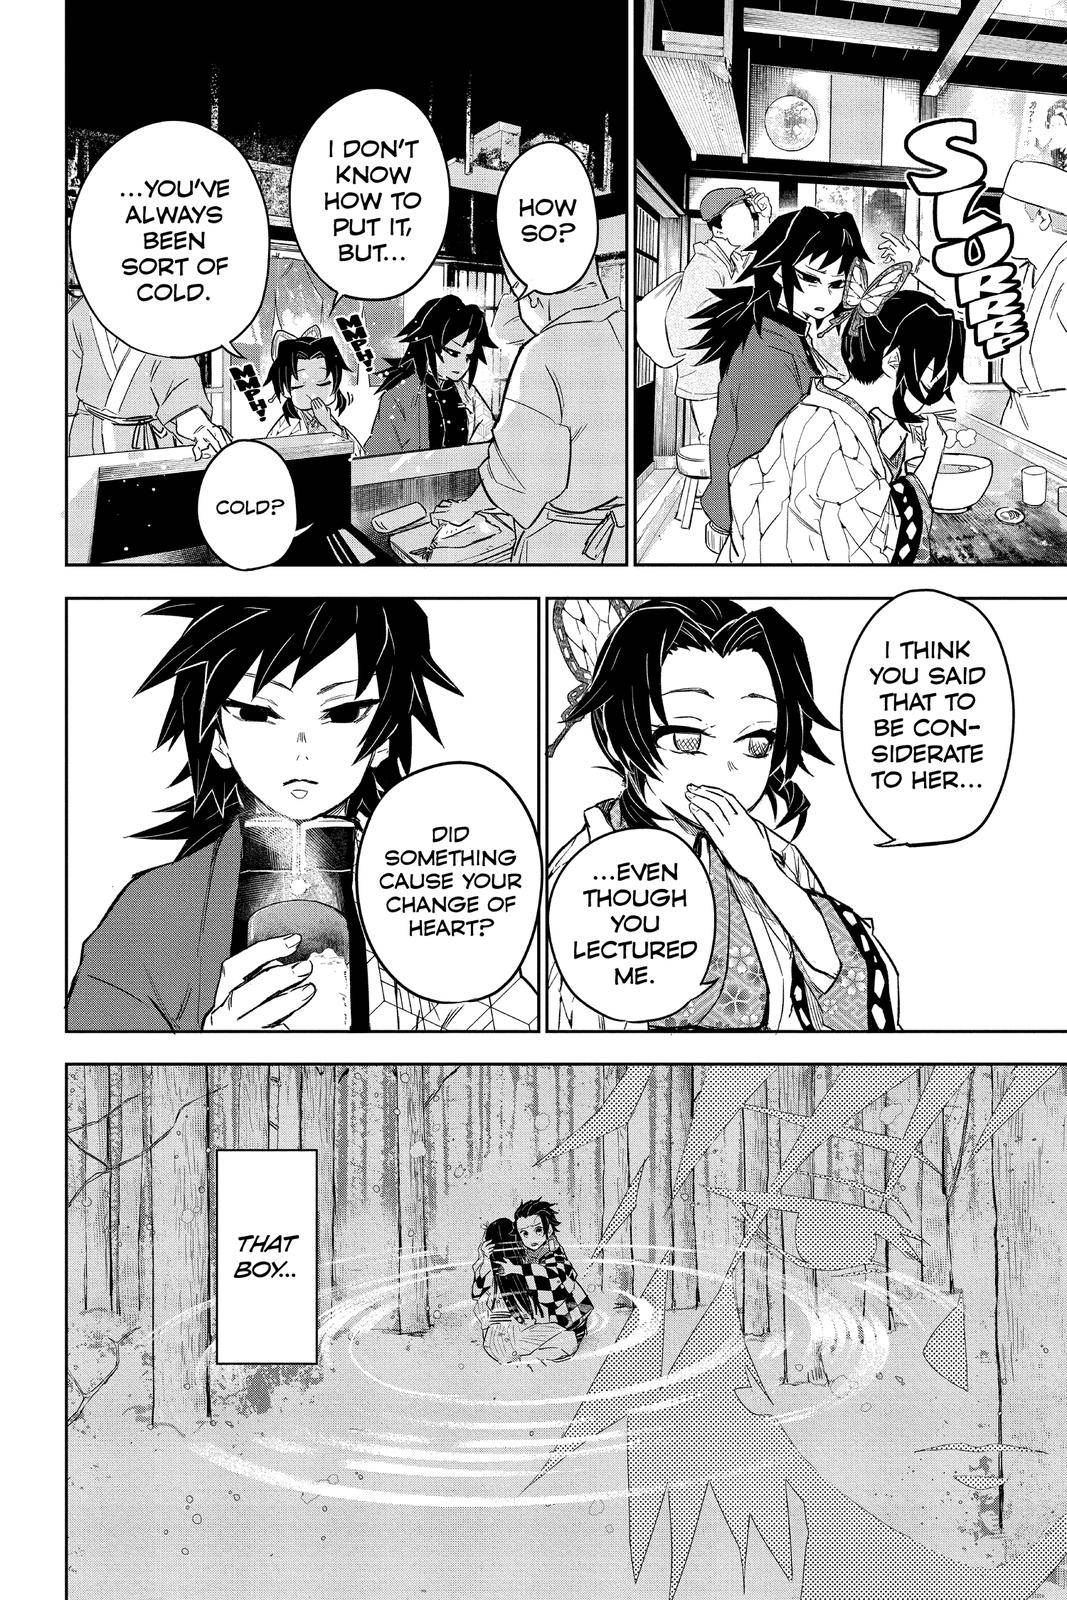 SLURRRP
HOW
SO?
I DON'T
KNOW
HOW TO
PUT IT,
BUT...
...YOU'VE
ALWAYS
BEEN
SORT OF
COLD.
MMPH!
MMPH!
COLD?
I THINK
YOU SAID
THAT TO
BE CON-
SIDERATE
TO HER...
...EVEN
THOUGH
YOU
LECTURED
ME.
DID
SOMETHING
CAUSE YOUR
CHANGE OF
HEART?
THAT
BOY...